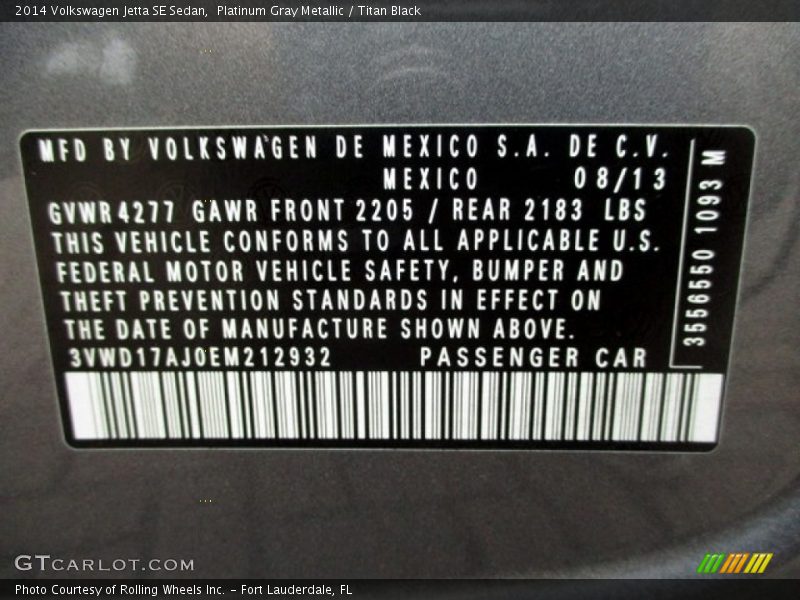 2014 Volkswagen Jetta SE Sedan,  Platinum Gray Metallic / Titan Black
MFD BY VOLKSWAGEN DE MEXICO S.A. DE C.V.
MEXICO 08/13
GVWR 4277 GAWR FRONT 2205 / REAR 2183 LBS
THIS VEHICLE CONFORMS TO ALL APPLICABLE U.S.
FEDERAL MOTOR VEHICLE SAFETY, BUMPER AND
THEFT PREVENTION STANDARDS IN EFFECT ON
THE DATE OF MANUFACTURE SHOWN ABOVE.
3VWD17AJ0EM212932 PASSENGER CAR
3556550 1093 M
GTCARLOT.COM
Photo Courtesy of Rolling Wheels Inc. – Fort Lauderdale, FL